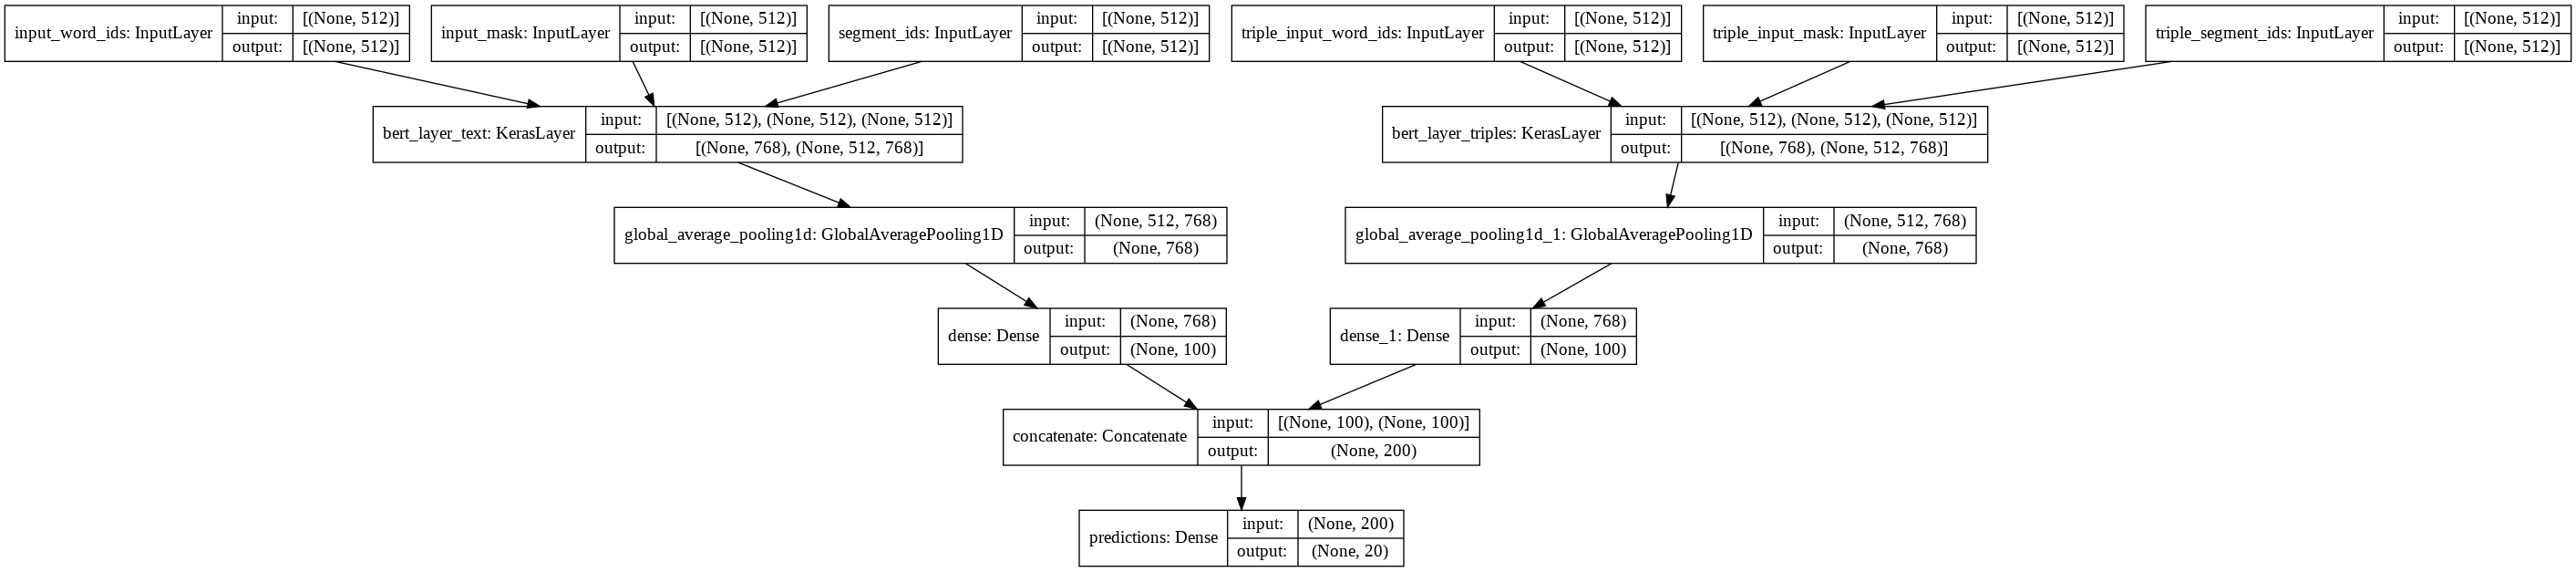 input_word_ids: InputLayer
input:
[(None, 512)]
output:
[(None, 512)]
input_mask: InputLayer
input:
[(None, 512)]
output:
[(None, 512)]
segment_ids: InputLayer
input:
[(None, 512)]
output:
[(None, 512)]
triple_input_word_ids: InputLayer
input:
[(None, 512)]
output:
[(None, 512)]
triple_input_mask: InputLayer
input:
[(None, 512)]
output:
[(None, 512)]
triple_segment_ids: InputLayer
input:
[(None, 512)]
output:
[(None, 512)]
bert_layer_text: KerasLayer
input:
[(None, 512), (None, 512), (None, 512)]
output:
[(None, 768), (None, 512, 768)]
bert_layer_triples: KerasLayer
input:
[(None, 512), (None, 512), (None, 512)]
output:
[(None, 768), (None, 512, 768)]
global_average_pooling1d: GlobalAveragePooling1D
input:
(None, 512, 768)
output:
(None, 768)
global_average_pooling1d_1: GlobalAveragePooling1D
input:
(None, 512, 768)
output:
(None, 768)
dense: Dense
input:
(None, 768)
output:
(None, 100)
dense_1: Dense
input:
(None, 768)
output:
(None, 100)
concatenate: Concatenate
input:
[(None, 100), (None, 100)]
output:
(None, 200)
predictions: Dense
input:
(None, 200)
output:
(None, 20)